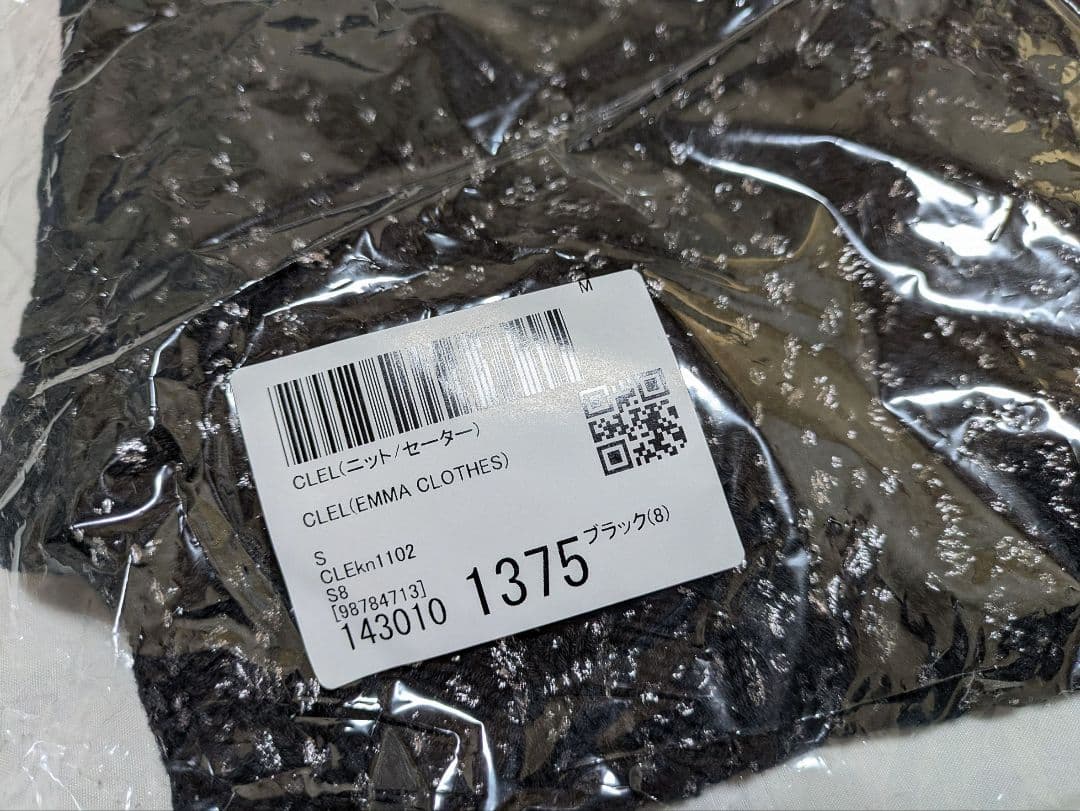 M
CLEL(ニット/セーター)
CLEL(EMMA CLOTHES)
S
CLEkn1102
S8
[98784713]
143010 1375 ブラック(8)